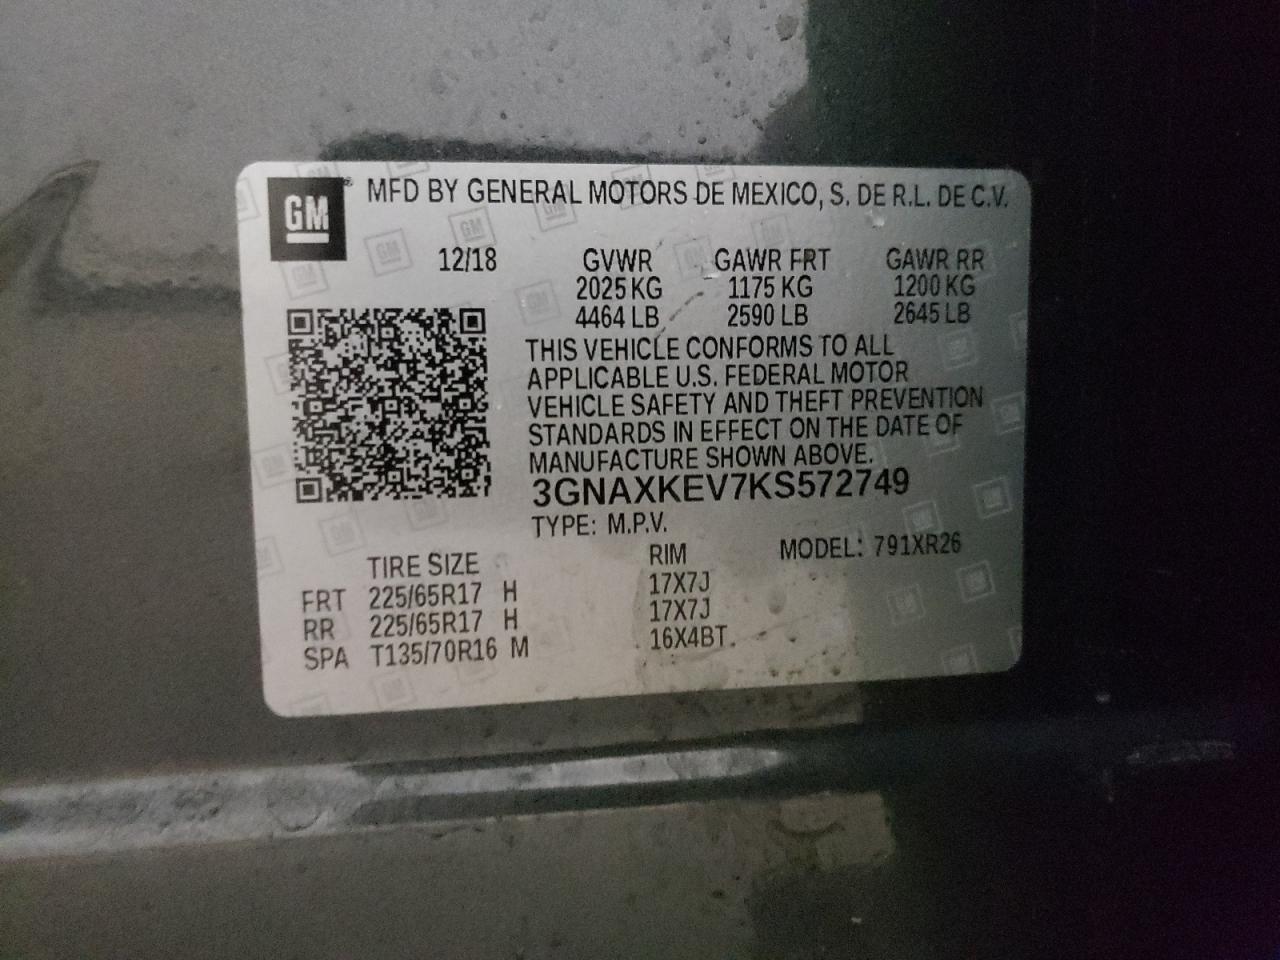 GM MFD BY GENERAL MOTORS DE MEXICO, S. DE R.L. DE C.V.
12/18 GVWR GAWR FRT GAWR RR
2025 KG 1175 KG 1200 KG
4464 LB 2590 LB 2645 LB
THIS VEHICLE CONFORMS TO ALL
APPLICABLE U.S. FEDERAL MOTOR
VEHICLE SAFETY AND THEFT PREVENTION
STANDARDS IN EFFECT ON THE DATE OF
MANUFACTURE SHOWN ABOVE.
3GNAXKEV7KS572749
TYPE: M.P.V.
TIRE SIZE RIM MODEL: 791XR26
FRT 225/65R17 H 17X7J
RR 225/65R17 H 17X7J
SPA T135/70R16 M 16X4BT